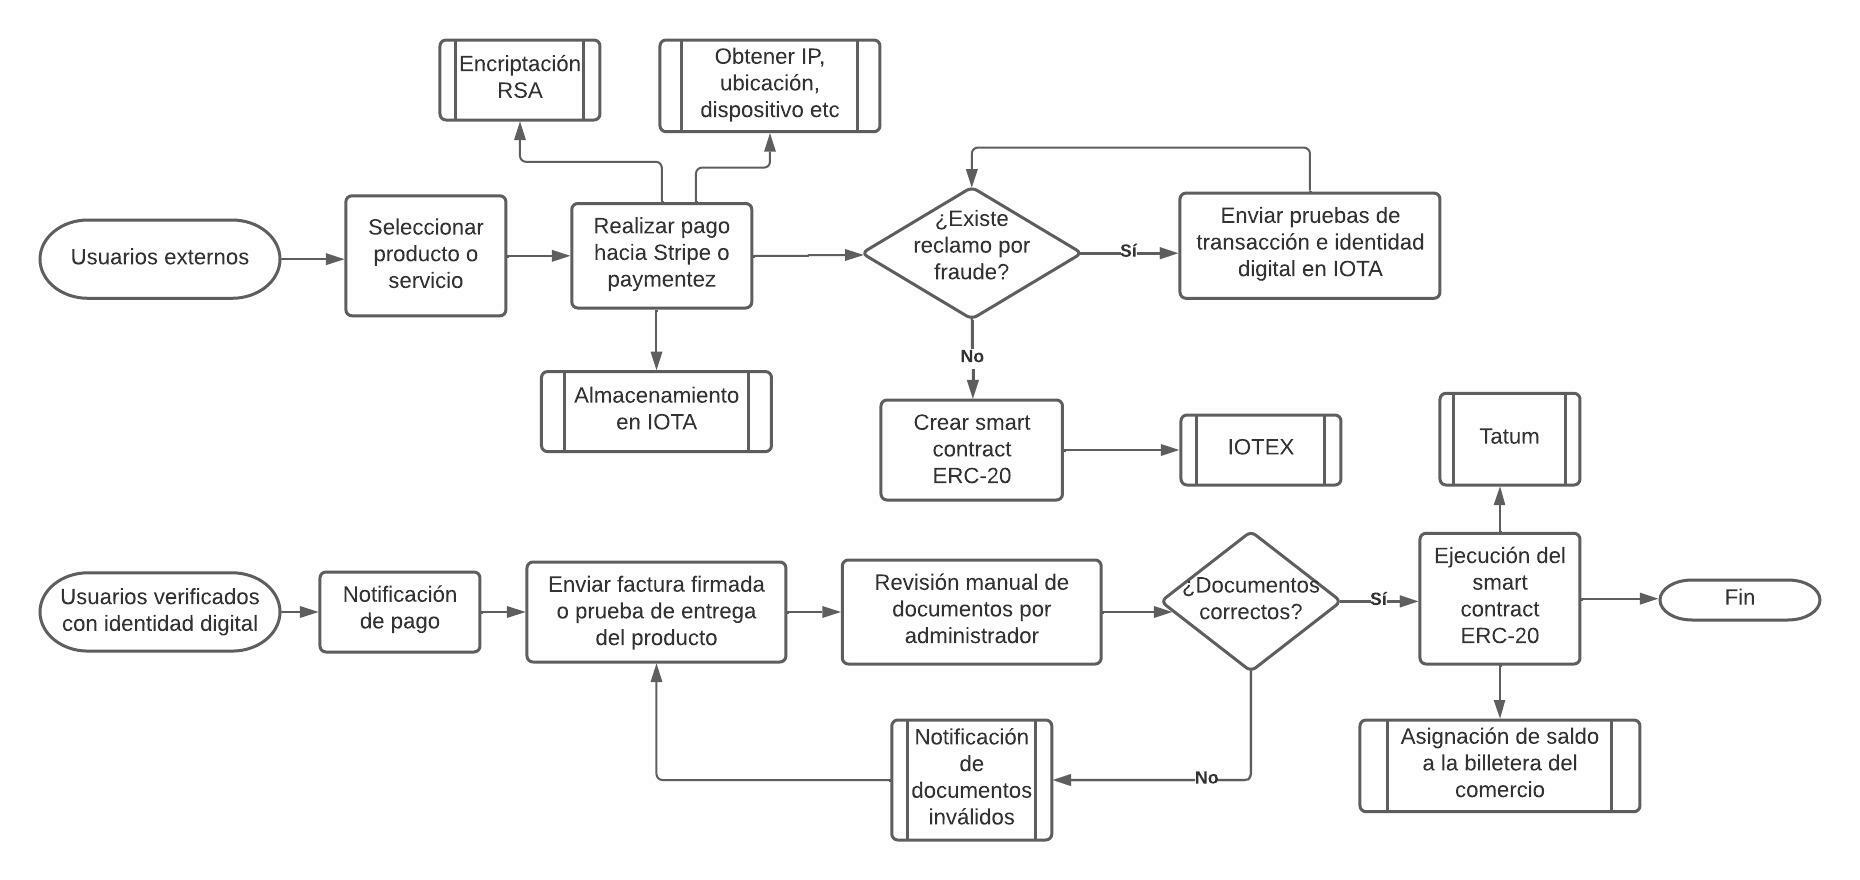 Encriptación
RSA
Obtener IP,
ubicación,
dispositivo etc
Usuarios externos
Seleccionar
producto o
servicio
Realizar pago
hacia Stripe o
paymentez
¿Existe
reclamo por
fraude?
Sí
Enviar pruebas de
transacción e identidad
digital en IOTA
No
Almacenamiento
en IOTA
Crear smart
contract
ERC-20
IOTEX
Tatum
Usuarios verificados
con identidad digital
Notificación
de pago
Enviar factura firmada
o prueba de entrega
del producto
Revisión manual de
documentos por
administrador
¿Documentos
correctos?
Sí
Ejecución del
smart
contract
ERC-20
Fin
No
Notificación
de
documentos
inválidos
Asignación de saldo
a la billetera del
comercio